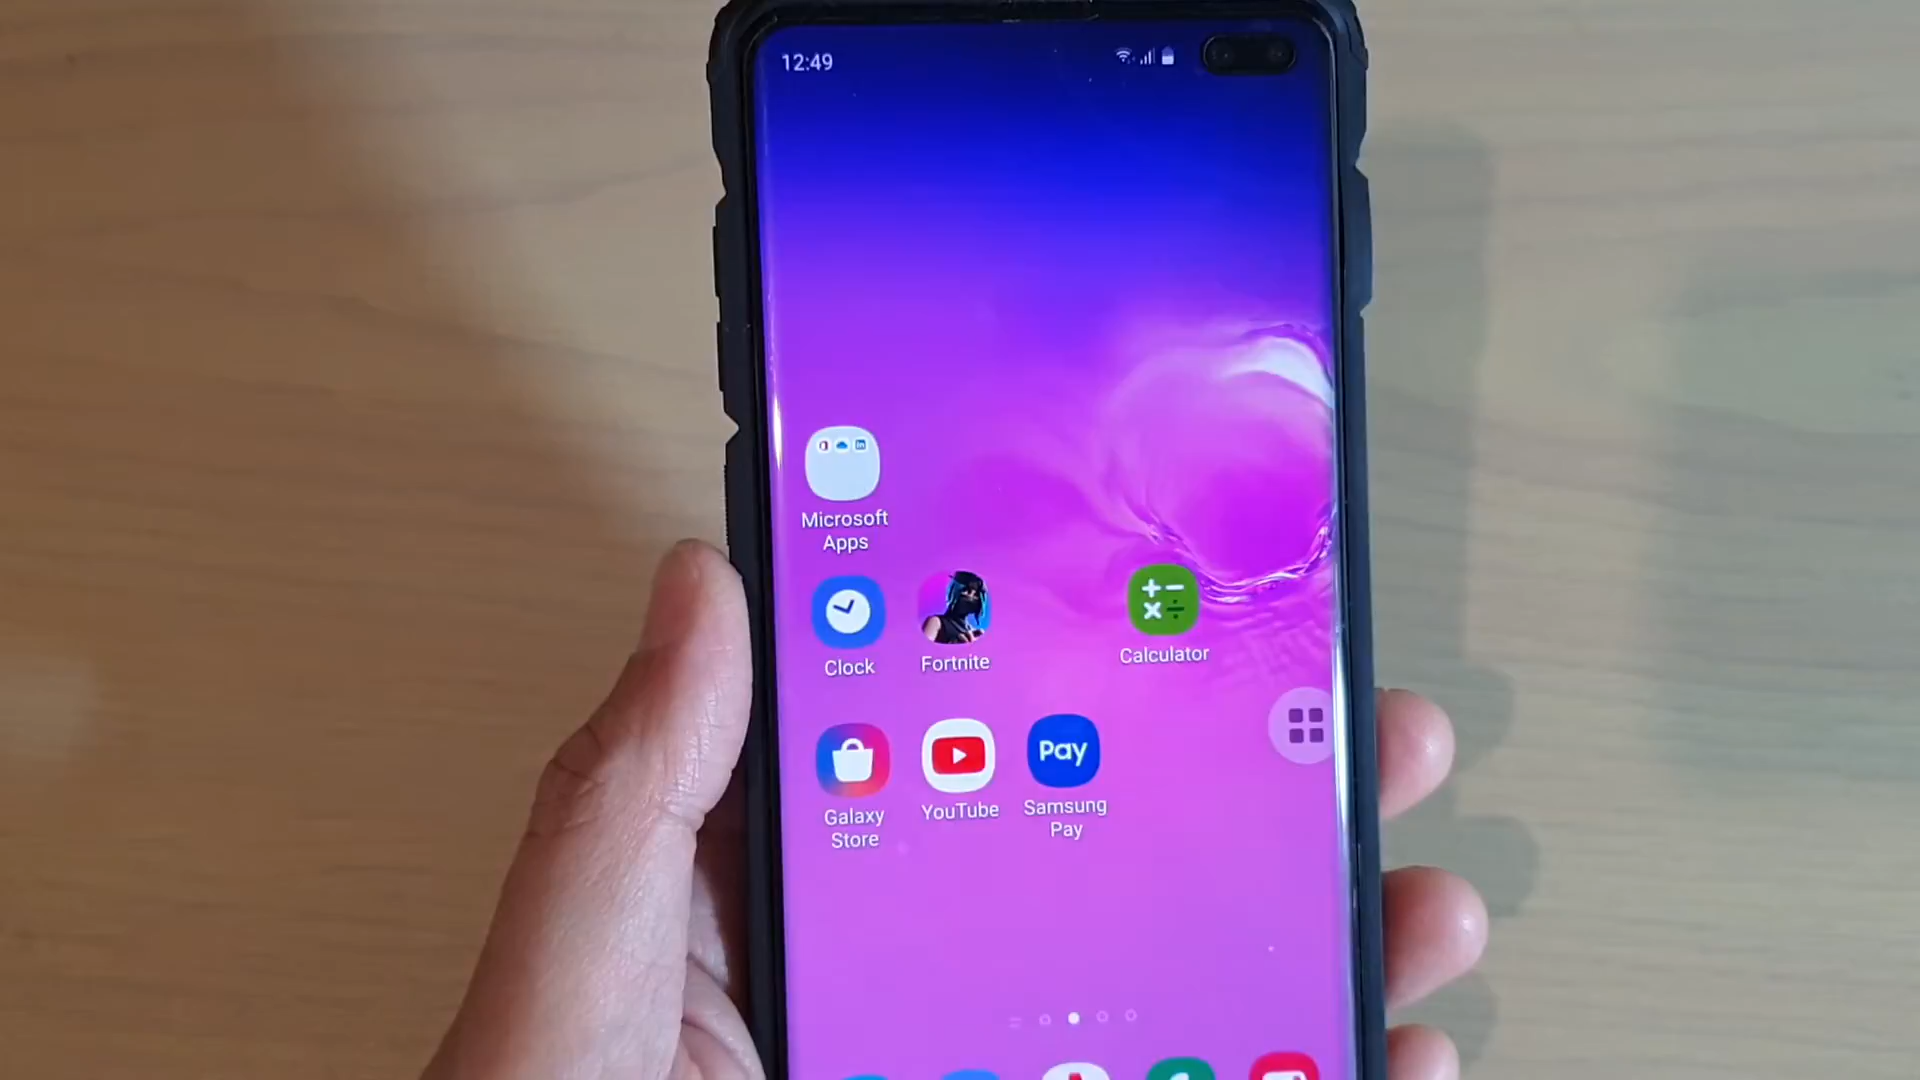 12:49
Microsoft
Apps
Clock
Fortnite
Calculator
Galaxy
Store
YouTube
Pay
Samsung
Pay